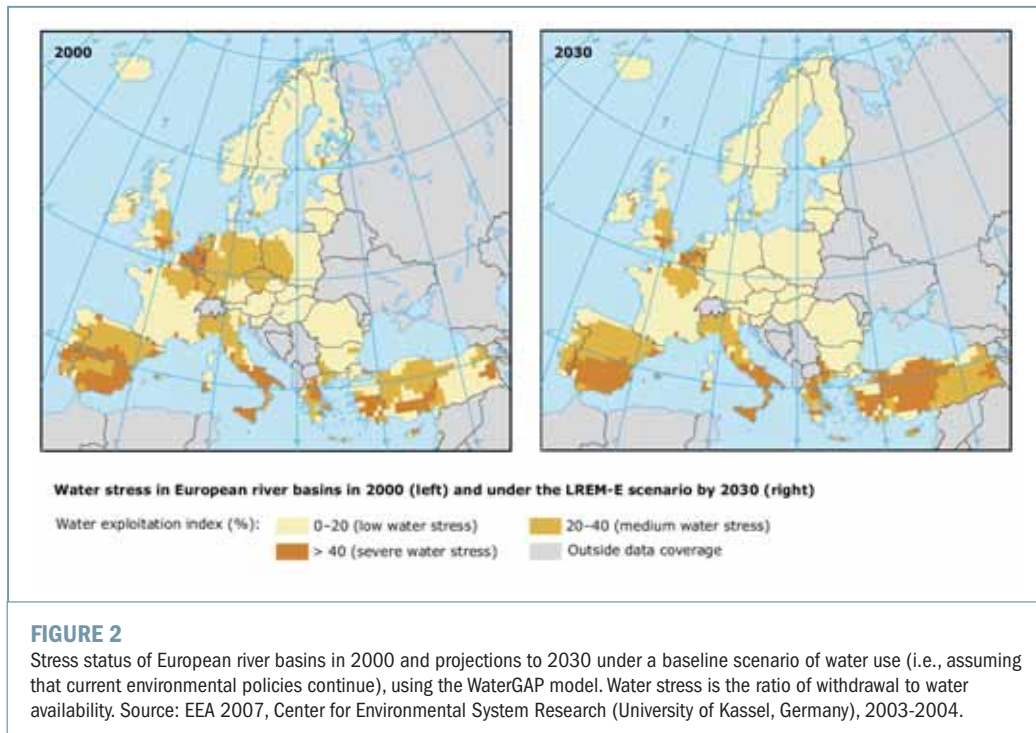 2000
2030
Water stress in European river basins in 2000 (left) and under the LREM-E scenario by 2030 (right)
Water exploitation index (%):
0–20 (low water stress)
20–40 (medium water stress)
> 40 (severe water stress)
Outside data coverage
FIGURE 2
Stress status of European river basins in 2000 and projections to 2030 under a baseline scenario of water use (i.e., assuming
that current environmental policies continue), using the WaterGAP model. Water stress is the ratio of withdrawal to water
availability. Source: EEA 2007, Center for Environmental System Research (University of Kassel, Germany), 2003-2004.